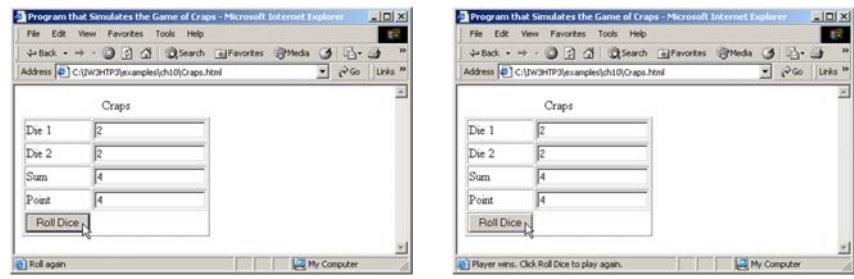 Program that Simulates the Game of Craps - Microsoft Internet Explorer
File Edit View Favorites Tools Help
Back Search Favorites Media »
Address C:\IW3HTP3\examples\ch10\Craps.html Go Links »
Craps
Die 1 2
Die 2 2
Sum 4
Point 4
Roll Dice
Roll again My Computer
Program that Simulates the Game of Craps - Microsoft Internet Explorer
File Edit View Favorites Tools Help
Back Search Favorites Media »
Address C:\IW3HTP3\examples\ch10\Craps.html Go Links »
Craps
Die 1 2
Die 2 2
Sum 4
Point 4
Roll Dice
Player wins. Click Roll Dice to play again. My Computer